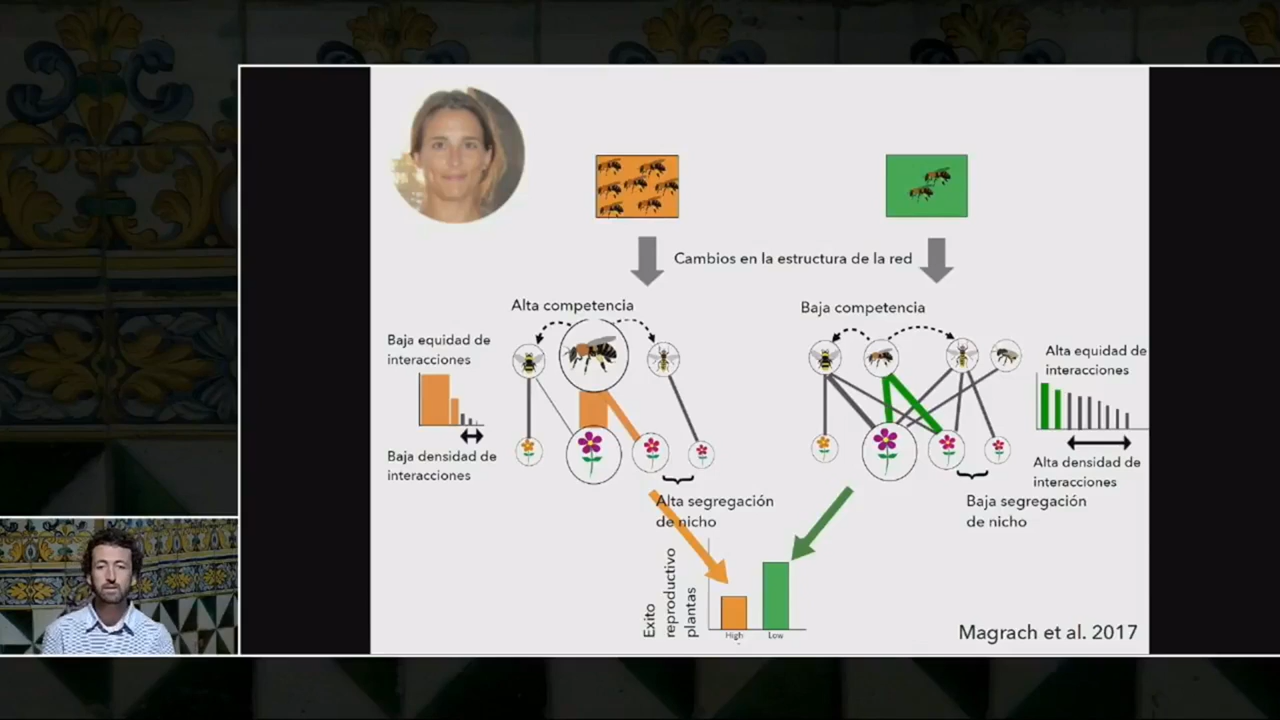 Cambios en la estructura de la red
Alta competencia
Baja competencia
Baja equidad de
interacciones
Alta equidad de
interacciones
Baja densidad de
interacciones
Alta densidad de
interacciones
Alta segregación
de nicho
Baja segregación
de nicho
Exito
reproductivo
plantas
High
Low
Magrach et al. 2017